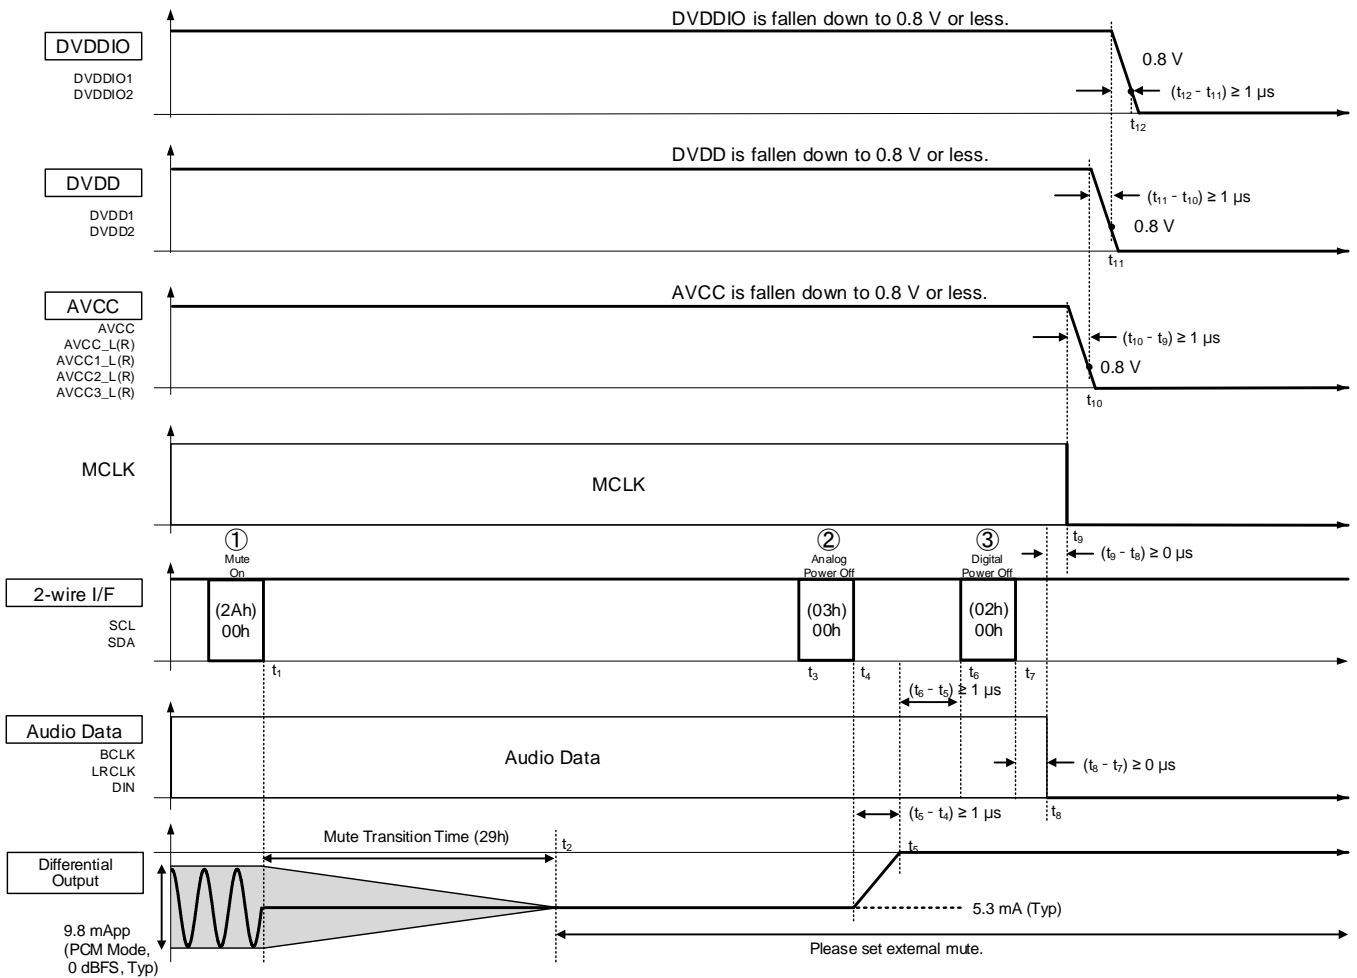 DVDDIO is fallen down to 0.8 V or less.
DVDDIO
DVDDIO1
DVDDIO2
0.8 V
(t₁₂ - t₁₁) ≥ 1 µs
t₁₂
DVDD is fallen down to 0.8 V or less.
DVDD
DVDD1
DVDD2
(t₁₁ - t₁₀) ≥ 1 µs
0.8 V
t₁₁
AVCC is fallen down to 0.8 V or less.
AVCC
AVCC
AVCC_L(R)
AVCC1_L(R)
AVCC2_L(R)
AVCC3_L(R)
(t₁₀ - t₉) ≥ 1 µs
0.8 V
t₁₀
MCLK
MCLK
t₉
①
Mute
On
②
Analog
Power Off
③
Digital
Power Off
(t₉ - t₈) ≥ 0 µs
2-wire I/F
SCL
SDA
(2Ah)
00h
(03h)
00h
(02h)
00h
t₁
t₃
t₄
t₆
t₇
(t₆ - t₅) ≥ 1 µs
Audio Data
BCLK
LRCLK
DIN
Audio Data
(t₈ - t₇) ≥ 0 µs
(t₅ - t₄) ≥ 1 µs
t₈
Mute Transition Time (29h)
t₂
t₅
Differential
Output
5.3 mA (Typ)
9.8 mApp
(PCM Mode,
0 dBFS, Typ)
Please set external mute.